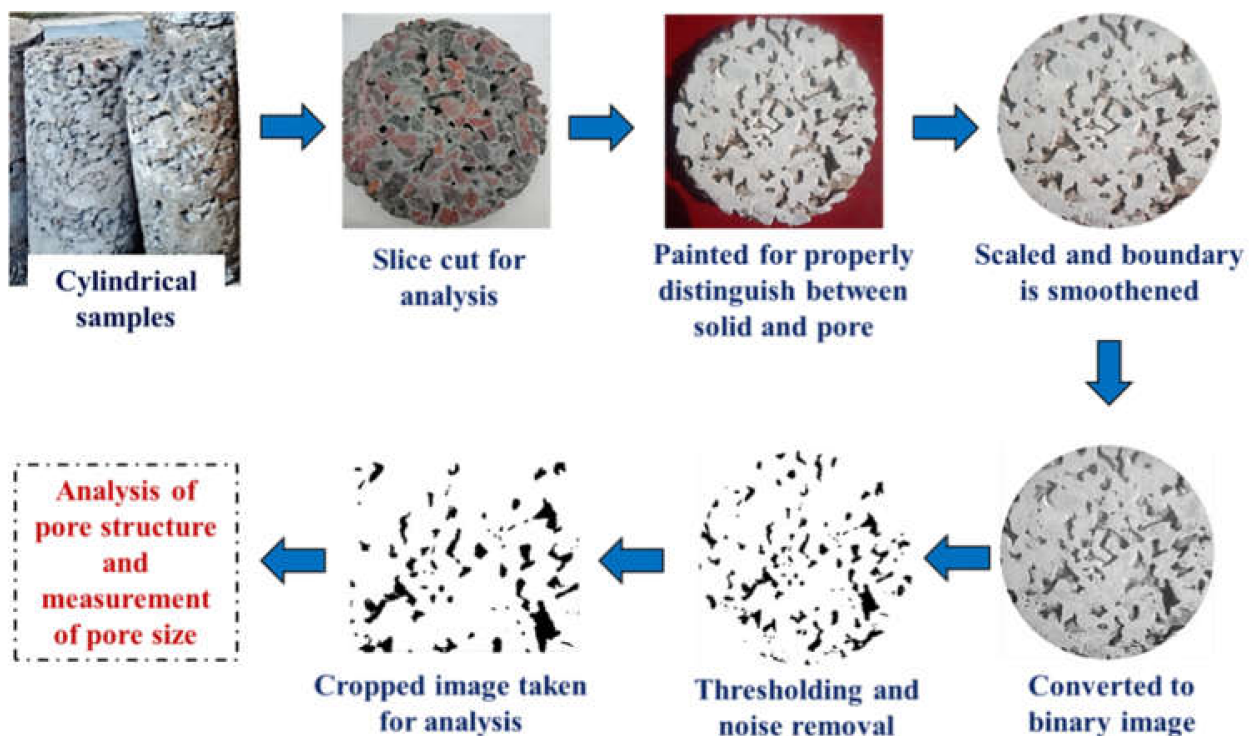 Cylindrical
samples
Slice cut for
analysis
Painted for properly
distinguish between
solid and pore
Scaled and boundary
is smoothened
Converted to
binary image
Thresholding and
noise removal
Cropped image taken
for analysis
Analysis of
pore structure
and
measurement
of pore size